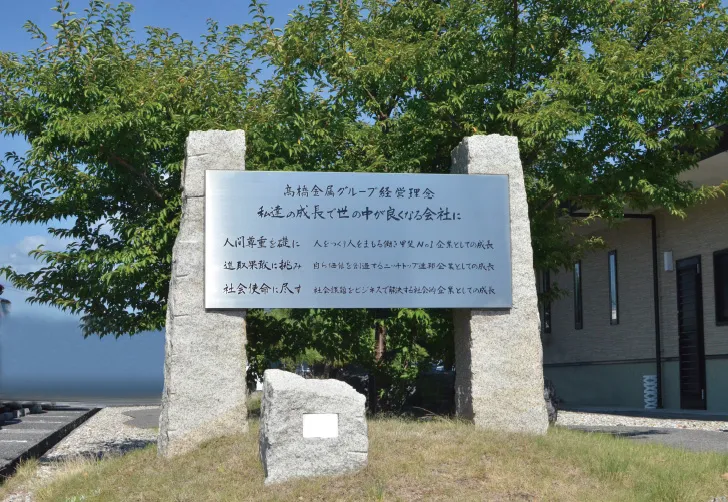 高橋金属グループ経営理念
私達の成長で世の中が良くなる会社に
人間尊重を礎に 人をつくり人をまもる働き甲斐No.1企業としての成長
進取果敢に挑み 自ら価値を創造するニッチトップ連邦企業としての成長
社会使命に尽す 社会課題をビジネスで解決する社会的企業としての成長